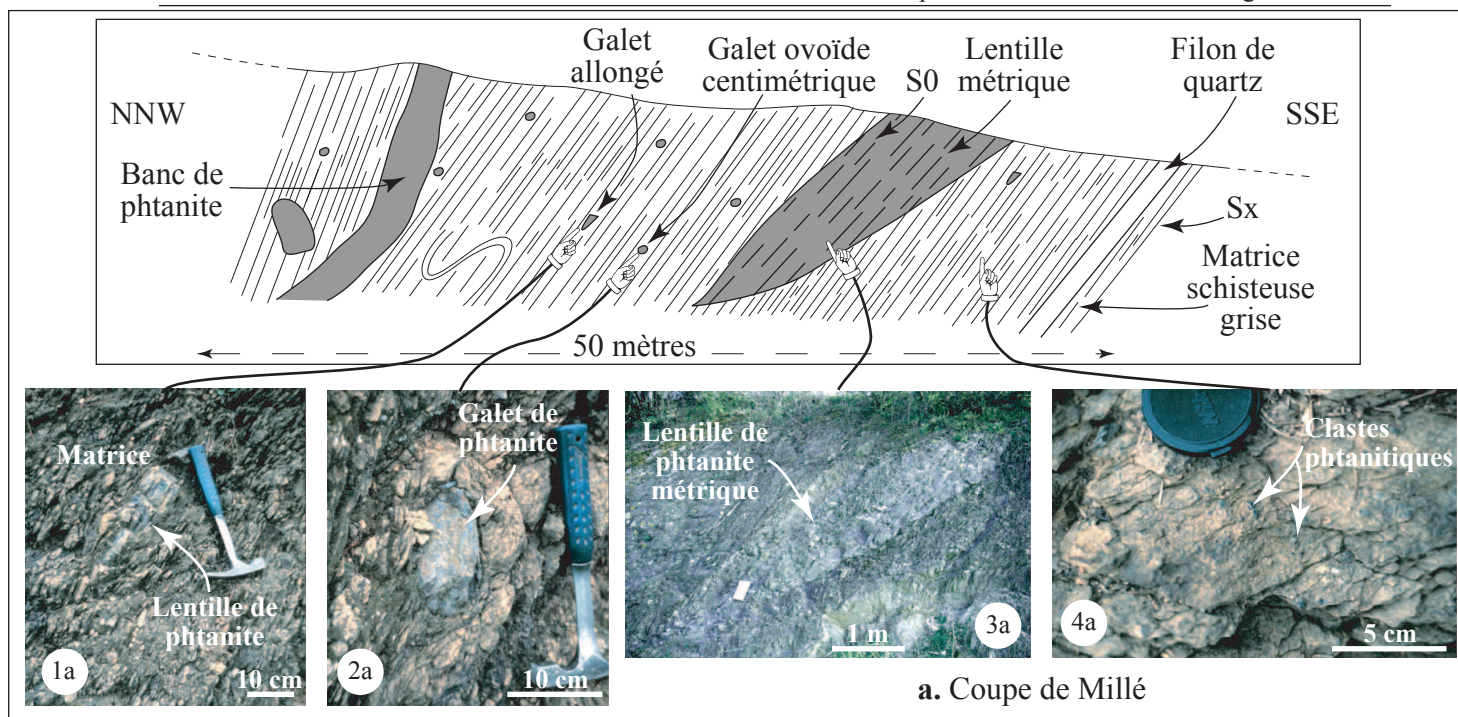 Galet
allongé
Galet ovoïde
centimétrique
S0
Lentille
métrique
Filon de
quartz
NNW
SSE
Banc de
phtanite
Sx
Matrice
schisteuse
grise
50 mètres
Matrice
Lentille de
phtanite
1a
10 cm
Galet de
phtanite
2a
10 cm
Lentille de
phtanite
métrique
1 m
3a
Clastes
phtanitiques
4a
5 cm
a. Coupe de Millé